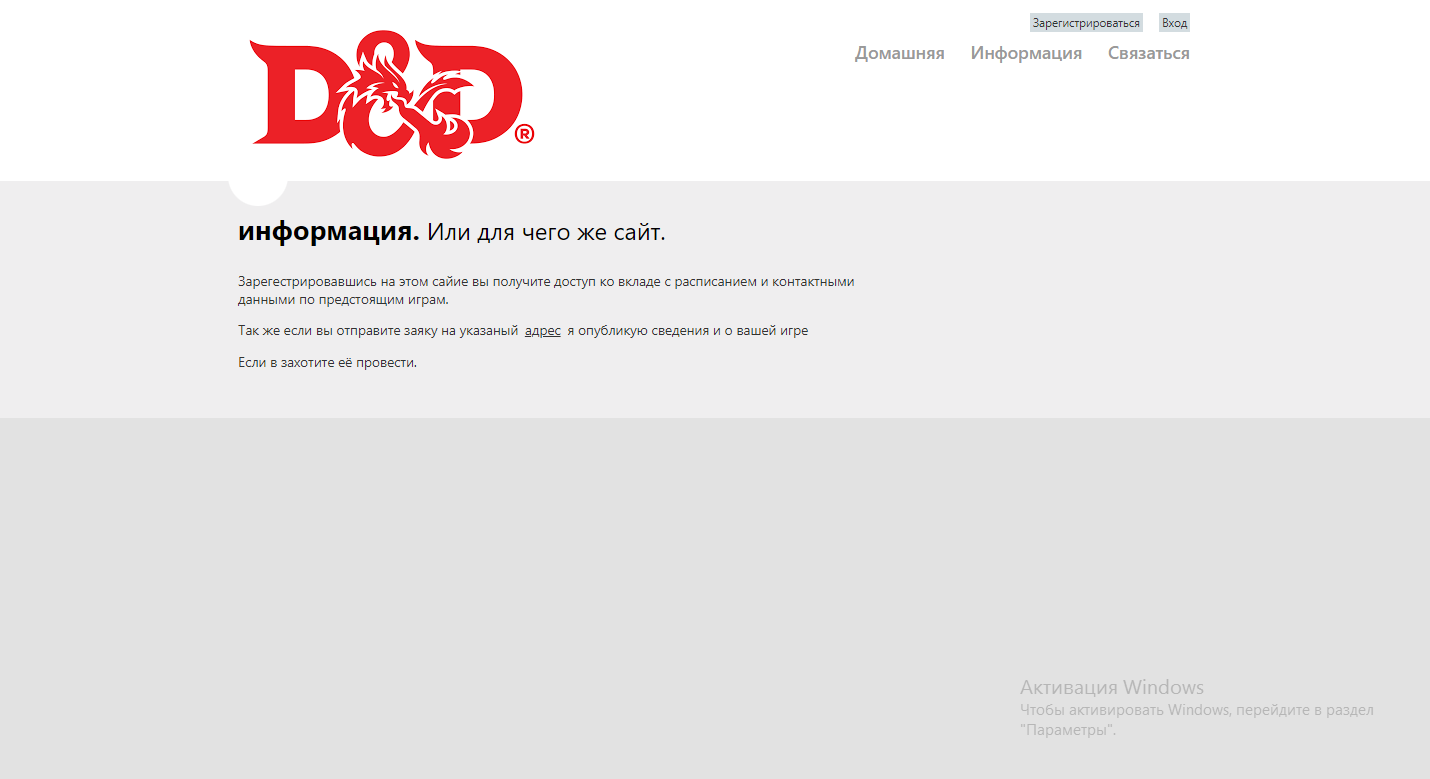 Зарегистрироваться Вход
D&D®
Домашняя Информация Связаться
информация. Или для чего же сайт.
Зарегестрировавшись на этом сайие вы получите доступ ко вкладе с расписанием и контактными
данными по предстоящим играм.
Так же если вы отправите заяку на указаный адрес я опубликую сведения и о вашей игре
Если в захотите её провести.
Активация Windows
Чтобы активировать Windows, перейдите в раздел
"Параметры".